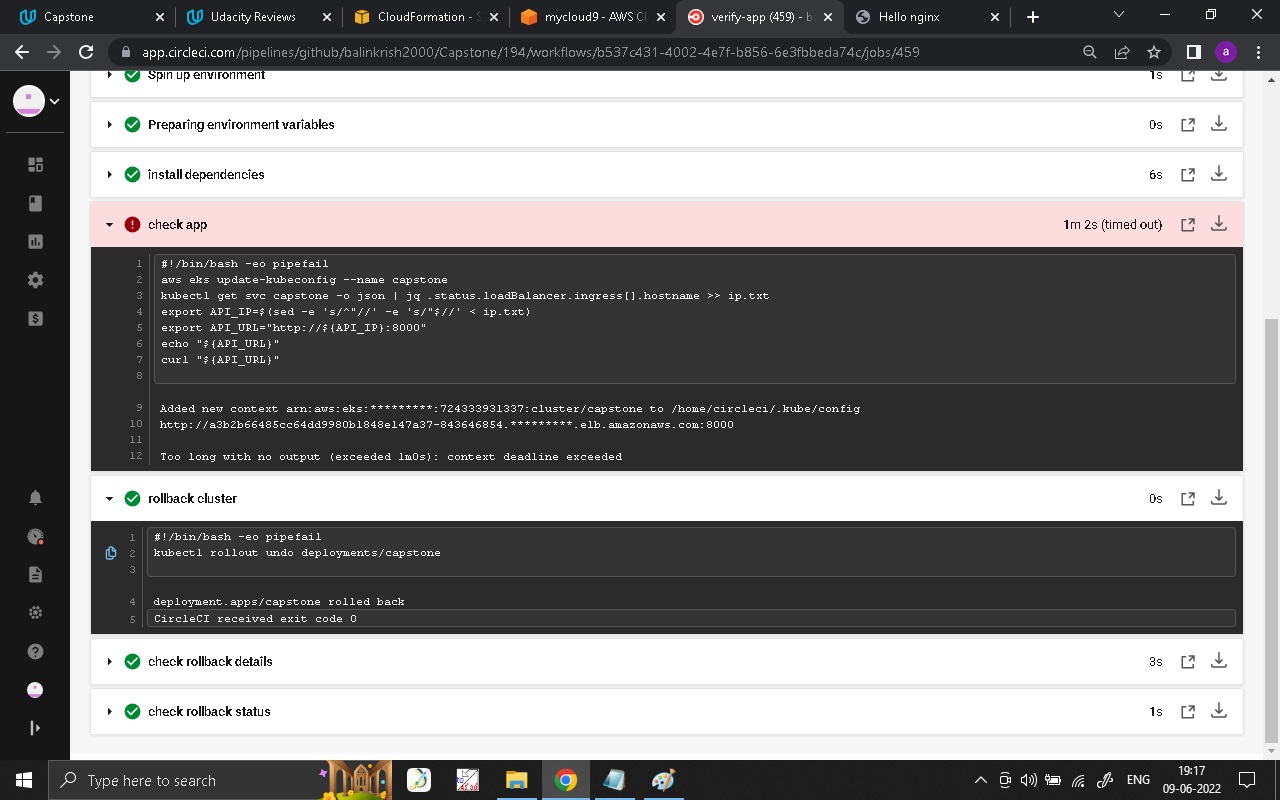 Capstone
Udacity Reviews
CloudFormation - S
mycloud9 - AWS Cl
verify-app (459) - b
Hello nginx
app.circleci.com/pipelines/github/balinkrish2000/Capstone/194/workflows/b537c431-4002-4e7f-b856-6e3fbbeda74c/jobs/459
a
Spin up environment 1s
Preparing environment variables 0s
install dependencies 6s
check app 1m 2s (timed out)
1 #!/bin/bash -eo pipefail
2 aws eks update-kubeconfig --name capstone
3 kubectl get svc capstone -o json | jq .status.loadBalancer.ingress[].hostname >> ip.txt
4 export API_IP=$(sed -e 's/^"//' -e 's/"$//' < ip.txt)
5 export API_URL="http://${API_IP}:8000"
6 echo "${API_URL}"
7 curl "${API_URL}"
8
9 Added new context arn:aws:eks:*********:724333931337:cluster/capstone to /home/circleci/.kube/config
10 http://a3b2b66485cc64dd9980b1848e147a37-843646854.*********.elb.amazonaws.com:8000
11
12 Too long with no output (exceeded 1m0s): context deadline exceeded
rollback cluster 0s
1 #!/bin/bash -eo pipefail
2 kubectl rollout undo deployments/capstone
3
4 deployment.apps/capstone rolled back
5 CircleCI received exit code 0
check rollback details 3s
check rollback status 1s
Type here to search
ENG
19:17
09-06-2022